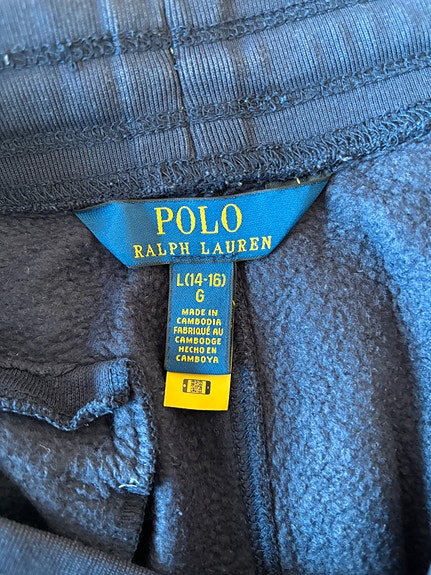 POLO
RALPH LAUREN
L(14-16)
G
MADE IN
CAMBODIA
FABRIQUÉ AU
CAMBODGE
HECHO EN
CAMBOYA